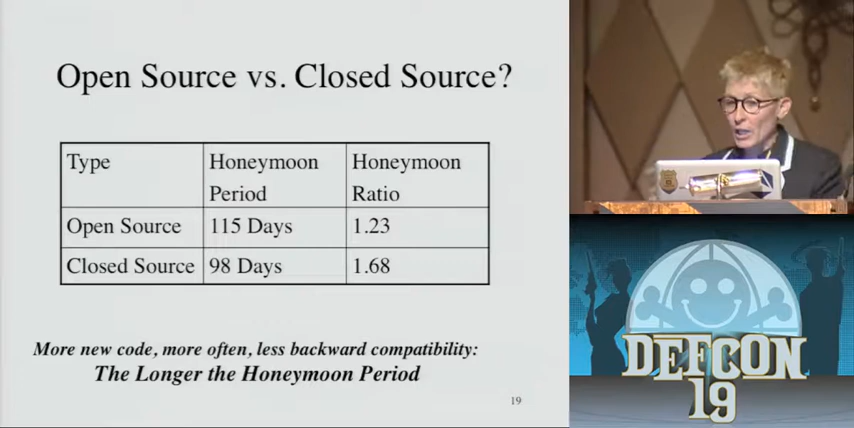 Open Source vs. Closed Source?
Type Honeymoon Period Honeymoon Ratio
Open Source 115 Days 1.23
Closed Source 98 Days 1.68
More new code, more often, less backward compatibility:
The Longer the Honeymoon Period
19
DEFCON
19